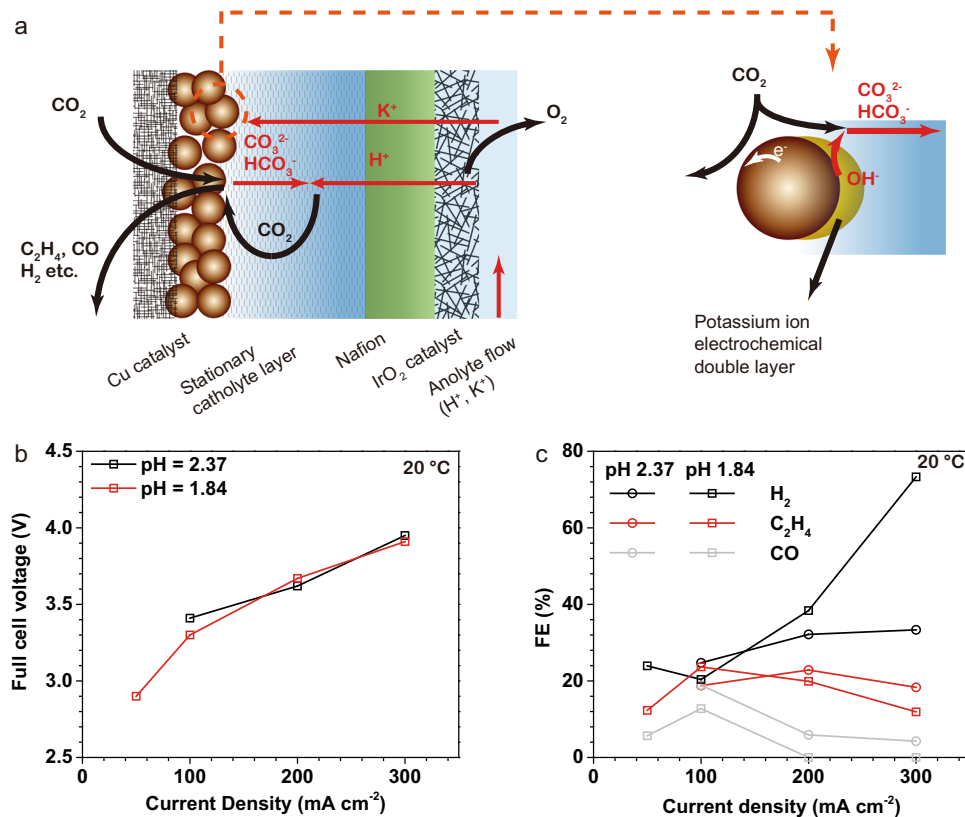 a
CO₂
K⁺
O₂
CO₃²⁻
HCO₃⁻
H⁺
CO₂
C₂H₄, CO
H₂ etc.
Cu catalyst
Stationary
catholyte layer
Nafion
IrO₂ catalyst
Anolyte flow
(H⁺, K⁺)
CO₂
CO₃²⁻
HCO₃⁻
e⁻
OH⁻
Potassium ion
electrochemical
double layer
b
4.5
4.0
3.5
3.0
2.5
Full cell voltage (V)
pH = 2.37
pH = 1.84
20 °C
0
100
200
300
Current Density (mA cm⁻²)
c
80
60
40
20
0
FE (%)
pH 2.37 pH 1.84
20 °C
H₂
C₂H₄
CO
0
100
200
300
Current density (mA cm⁻²)